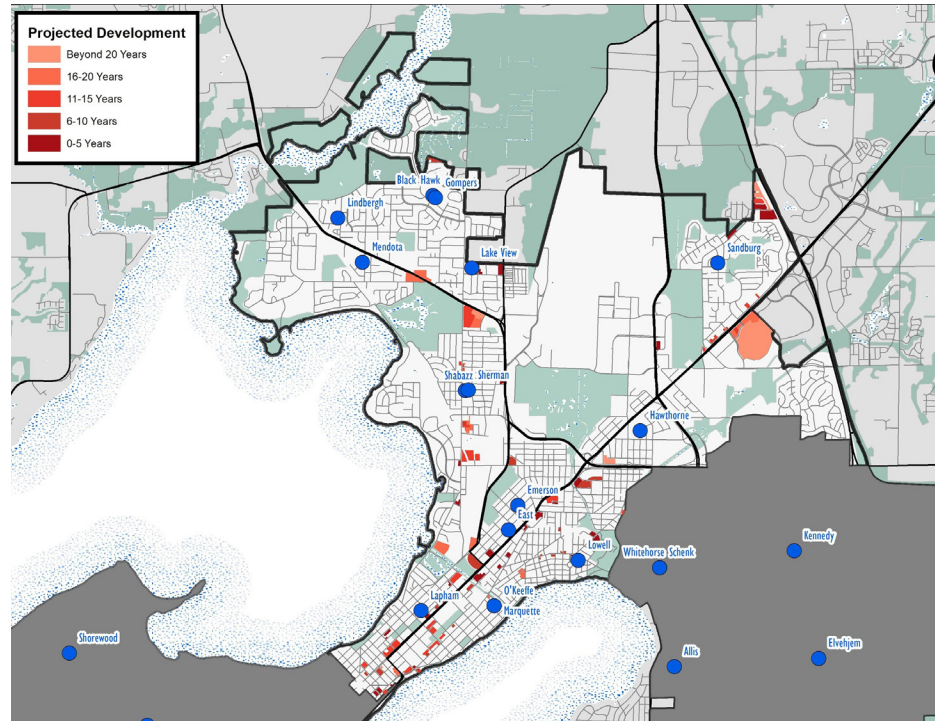 Projected Development
Beyond 20 Years
16-20 Years
11-15 Years
6-10 Years
0-5 Years
Black Hawk
Gompers
Lindbergh
Mendota
Lake View
Sandburg
Shabazz
Sherman
Hawthorne
Emerson
East
Lowell
Whitehorse
Schenk
Kennedy
O'Keeffe
Lapham
Marquette
Shorewood
Allis
Elvehjem